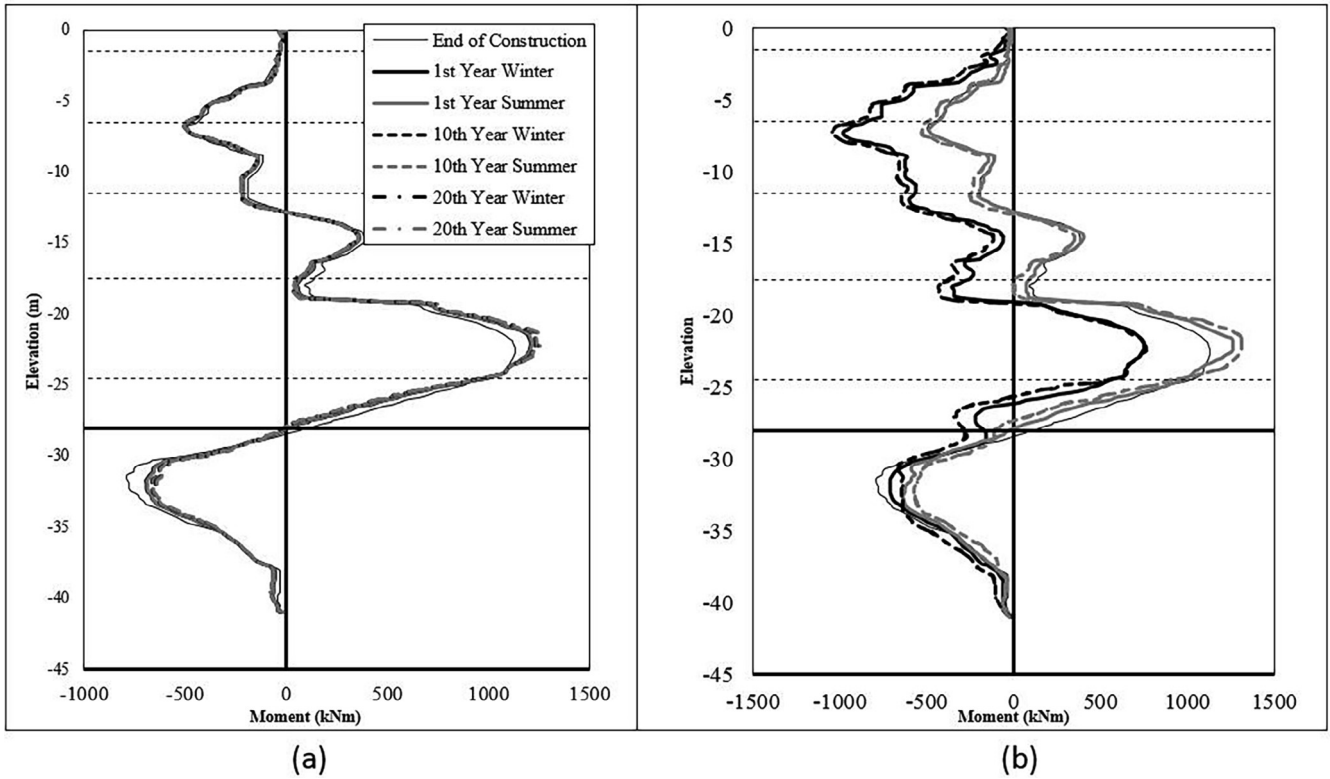 0
-5
-10
-15
-20
-25
-30
-35
-40
-45
Elevation (m)
End of Construction
1st Year Winter
1st Year Summer
10th Year Winter
10th Year Summer
20th Year Winter
20th Year Summer
-1000 -500 0 500 1000 1500
Moment (kNm)
(a)
0
-5
-10
-15
-20
-25
-30
-35
-40
-45
Elevation
-1500 -1000 -500 0 500 1000 1500
Moment (kNm)
(b)